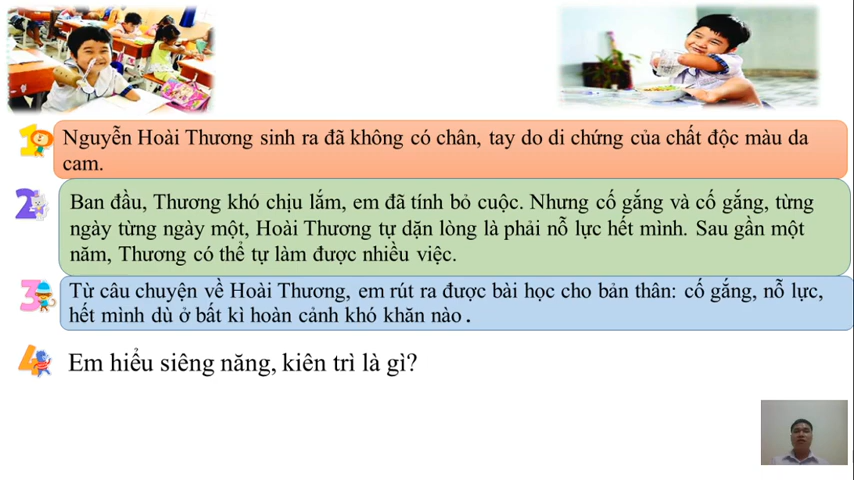 1 Nguyễn Hoài Thương sinh ra đã không có chân, tay do di chứng của chất độc màu da
cam.
2 Ban đầu, Thương khó chịu lắm, em đã tính bỏ cuộc. Nhưng cố gắng và cố gắng, từng
ngày từng ngày một, Hoài Thương tự dặn lòng là phải nỗ lực hết mình. Sau gần một
năm, Thương có thể tự làm được nhiều việc.
3 Từ câu chuyện về Hoài Thương, em rút ra được bài học cho bản thân: cố gắng, nỗ lực,
hết mình dù ở bất kì hoàn cảnh khó khăn nào.
4 Em hiểu siêng năng, kiên trì là gì?